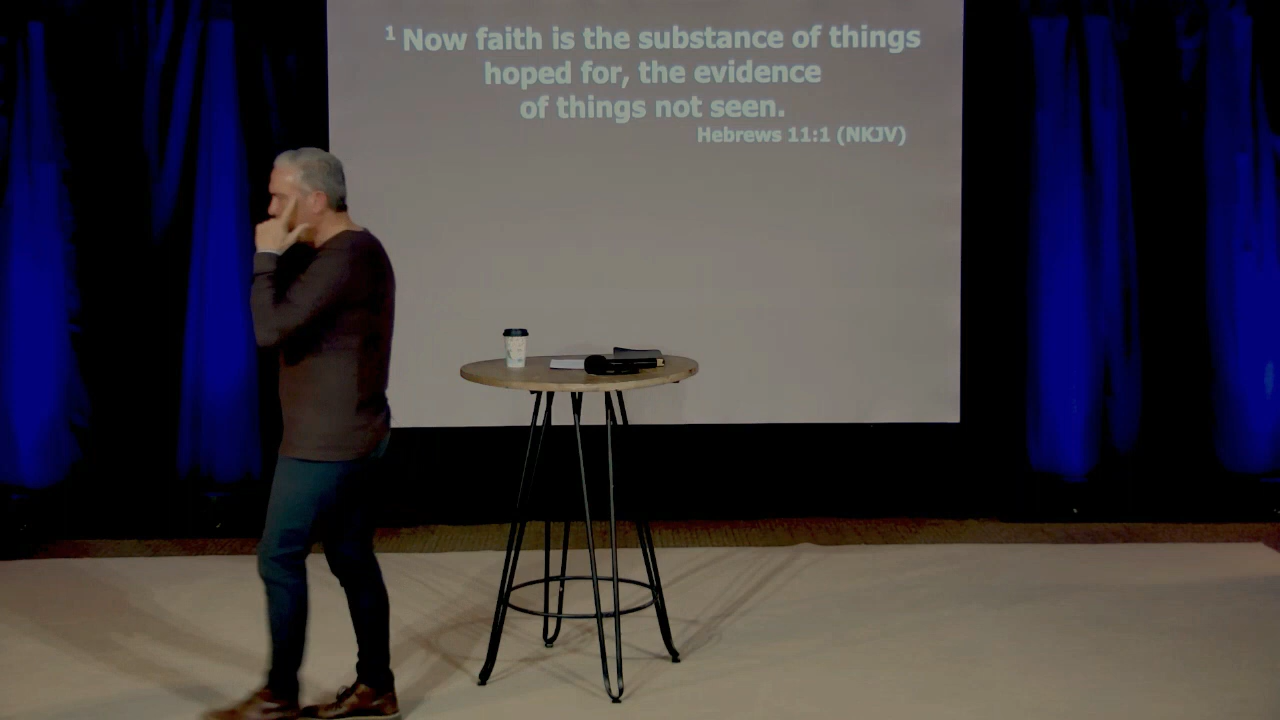 1 Now faith is the substance of things
hoped for, the evidence
of things not seen.
Hebrews 11:1 (NKJV)